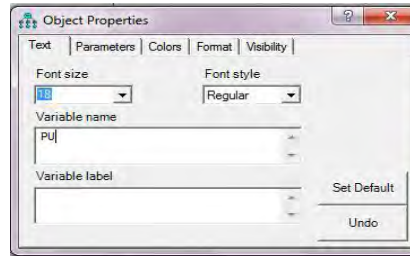 Object Properties
Text Parameters Colors Format Visibility
Font size Font style
18 Regular
Variable name
PU
Variable label
Set Default
Undo